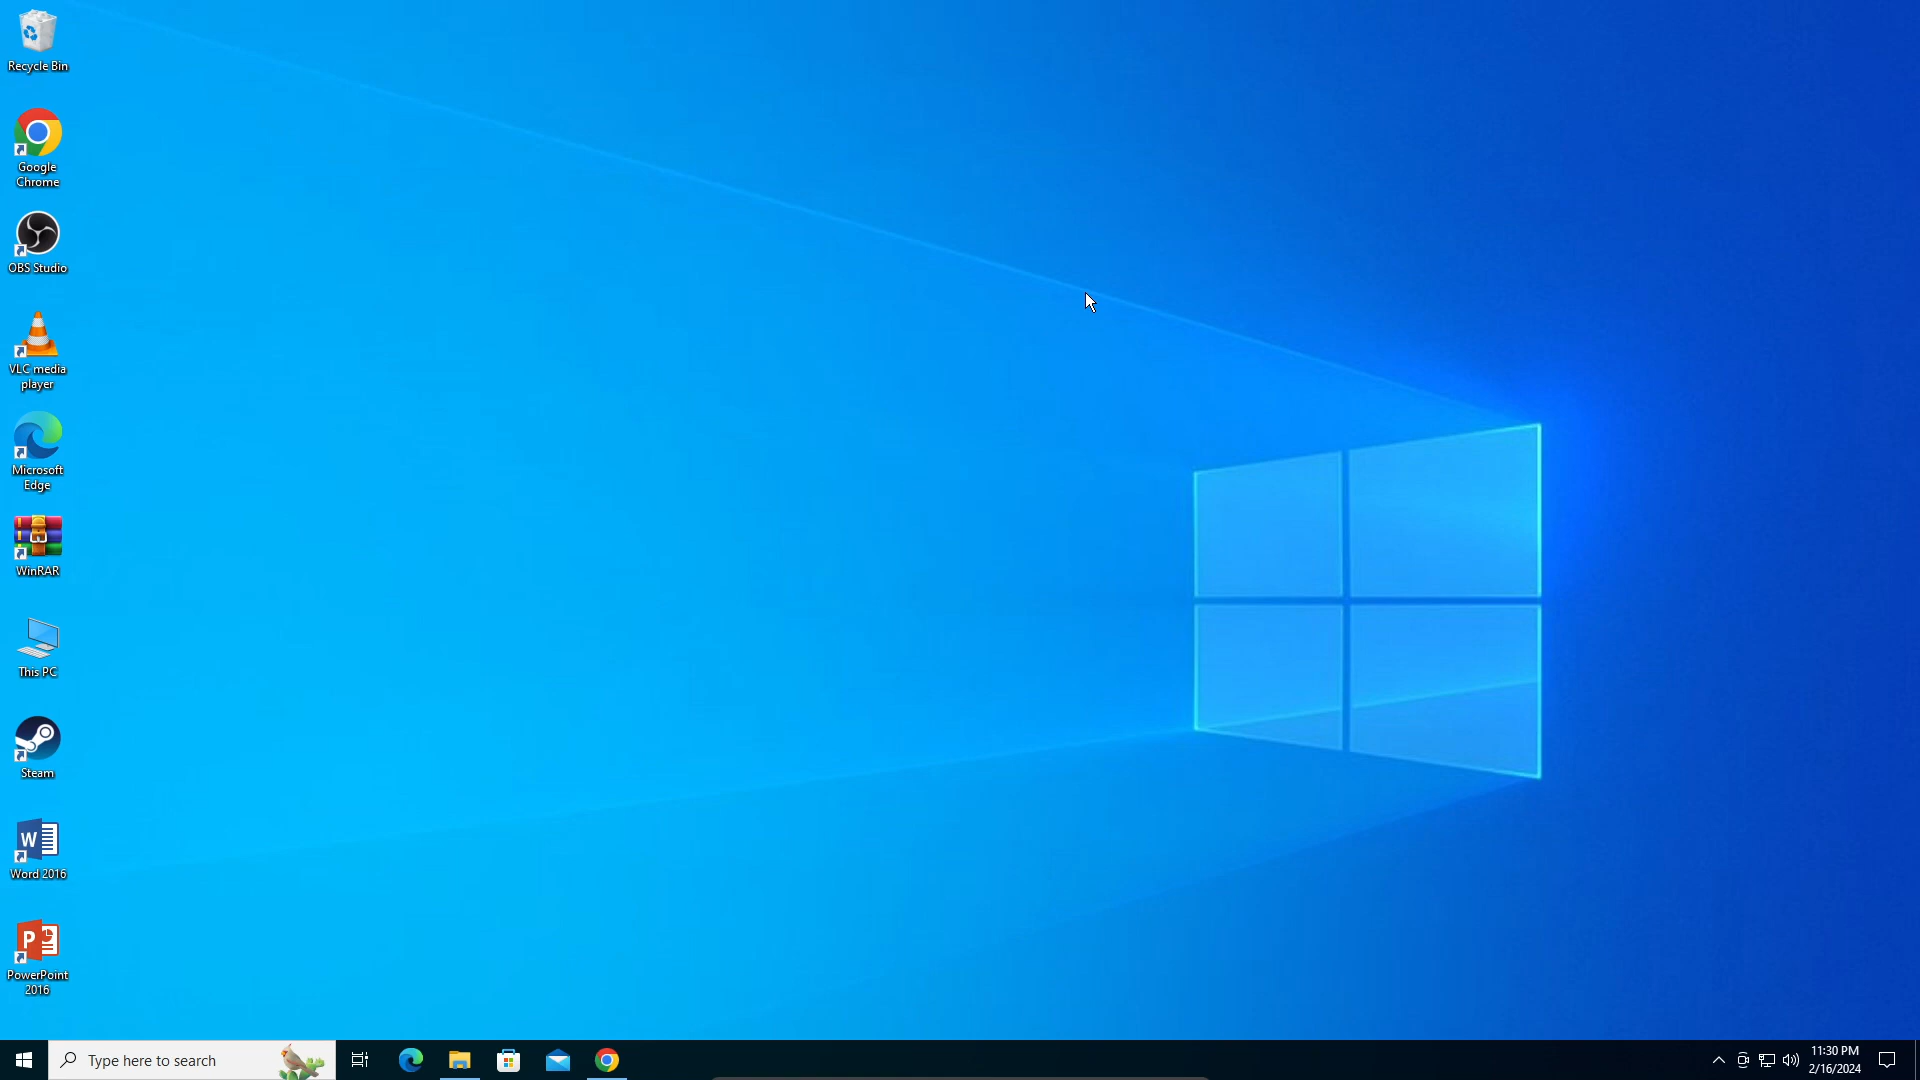 Recycle Bin
Google
Chrome
OBS Studio
VLC media
player
Microsoft
Edge
WinRAR
This PC
Steam
W
Word 2016
P
PowerPoint
2016
Type here to search
11:30 PM
2/16/2024